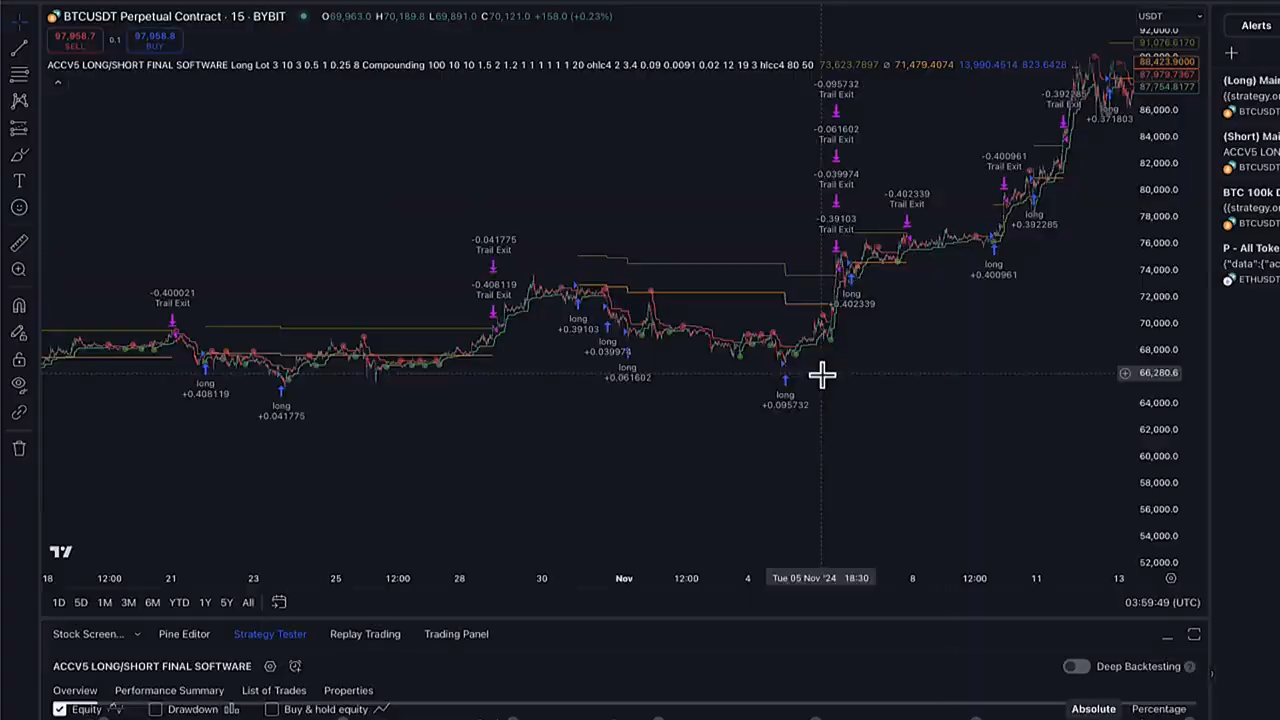 BTCUSDT Perpetual Contract · 15 · BYBIT
O69,963.0 H70,189.8 L69,891.0 C70,121.0 +158.0 (+0.23%)
USDT
Alerts
97,958.7
SELL
0.1
97,958.8
BUY
ACCV5 LONG/SHORT FINAL SOFTWARE Long Lot 3 10 3 0.5 1 0.25 8 Compounding 100 10 10 1.5 2 1.2 1 1 1 1 1 20 ohlc4 2 3.4 0.09 0.0091 0.02 12 19 3 hlcc4 80 50 73,623.7897 ⌀ 71,479.4074 13,990.4514 823.6428 ...
92,000.0
91,076.6170
88,423.9000
87,979.7367
87,754.8177
86,000.0
84,000.0
82,000.0
80,000.0
78,000.0
76,000.0
74,000.0
72,000.0
70,000.0
68,000.0
66,280.6
64,000.0
62,000.0
60,000.0
58,000.0
56,000.0
54,000.0
52,000.0
-0.400021
Trail Exit
long
+0.408119
long
+0.041775
-0.041775
Trail Exit
-0.408119
Trail Exit
long
+0.39103
long
+0.039974
long
+0.061602
long
+0.095732
-0.095732
Trail Exit
-0.061602
Trail Exit
-0.039974
Trail Exit
-0.39103
Trail Exit
long
+0.402339
-0.402339
Trail Exit
long
+0.400961
-0.400961
Trail Exit
long
+0.392285
-0.392285
Trail Exit
long
+0.371803
(Long) Mai
{{strategy.or
BTCUSDT
(Short) Mai
ACCV5 LON
BTCUSDT
BTC 100k D
{{strategy.or
BTCUSDT
P - All Toke
{"data":{"ac
ETHUSDT
18 12:00 21 23 25 12:00 28 30 Nov 12:00 4 Tue 05 Nov '24 18:30 8 12:00 11 13
1D 5D 1M 3M 6M YTD 1Y 5Y All
03:59:49 (UTC)
Stock Screen... Pine Editor Strategy Tester Replay Trading Trading Panel
ACCV5 LONG/SHORT FINAL SOFTWARE
Deep Backtesting
Overview Performance Summary List of Trades Properties
Equity Drawdown Buy & hold equity
Absolute Percentage